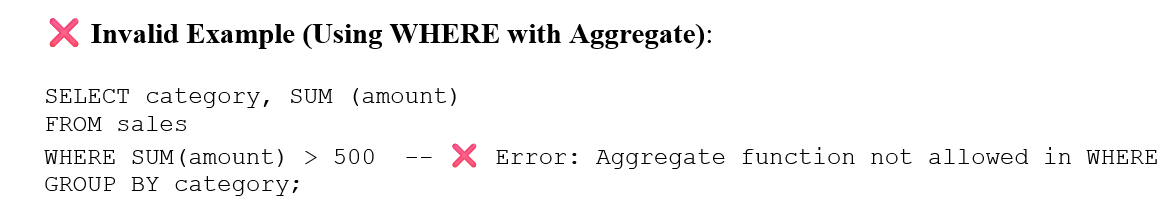 ❌ Invalid Example (Using WHERE with Aggregate):
SELECT category, SUM (amount)
FROM sales
WHERE SUM(amount) > 500  -- ❌ Error: Aggregate function not allowed in WHERE
GROUP BY category;